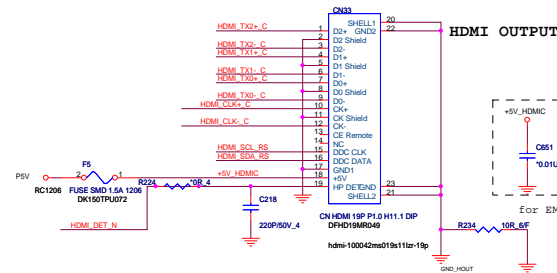 CN33
HDMI OUTPUT
SHELL1 20
HDMI_TX2+_C 1 D2+ GND2 22
2 D2 Shield
HDMI_TX2-_C 3 D2-
HDMI_TX1+_C 4 D1+
5 D1 Shield
HDMI_TX1-_C 6 D1-
HDMI_TX0+_C 7 D0+
8 D0 Shield
HDMI_TX0-_C 9 D0-
HDMI_CLK+_C 10 CK+
11 CK Shield
HDMI_CLK-_C 12 CK-
13 CE Remote
14 NC
HDMI_SCL_RS 15 DDC CLK
HDMI_SDA_RS 16 DDC DATA
17 GND1
+5V_HDMIC 18 +5V
19 HP DET GND 23
SHELL2 21
P5V
F5
2 1
RC1206
FUSE SMD 1.5A 1206
DK150TPU072
R224 *0R_4
HDMI_DET_N
C218
220P/50V_4
CN HDMI 19P P1.0 H11.1 DIP
DFHD19MR049
hdmi-100042ms019s11lzr-19p
+5V_HDMIC
C651
*0.01U
for EM
R234 10R_6/F
GND_HOUT